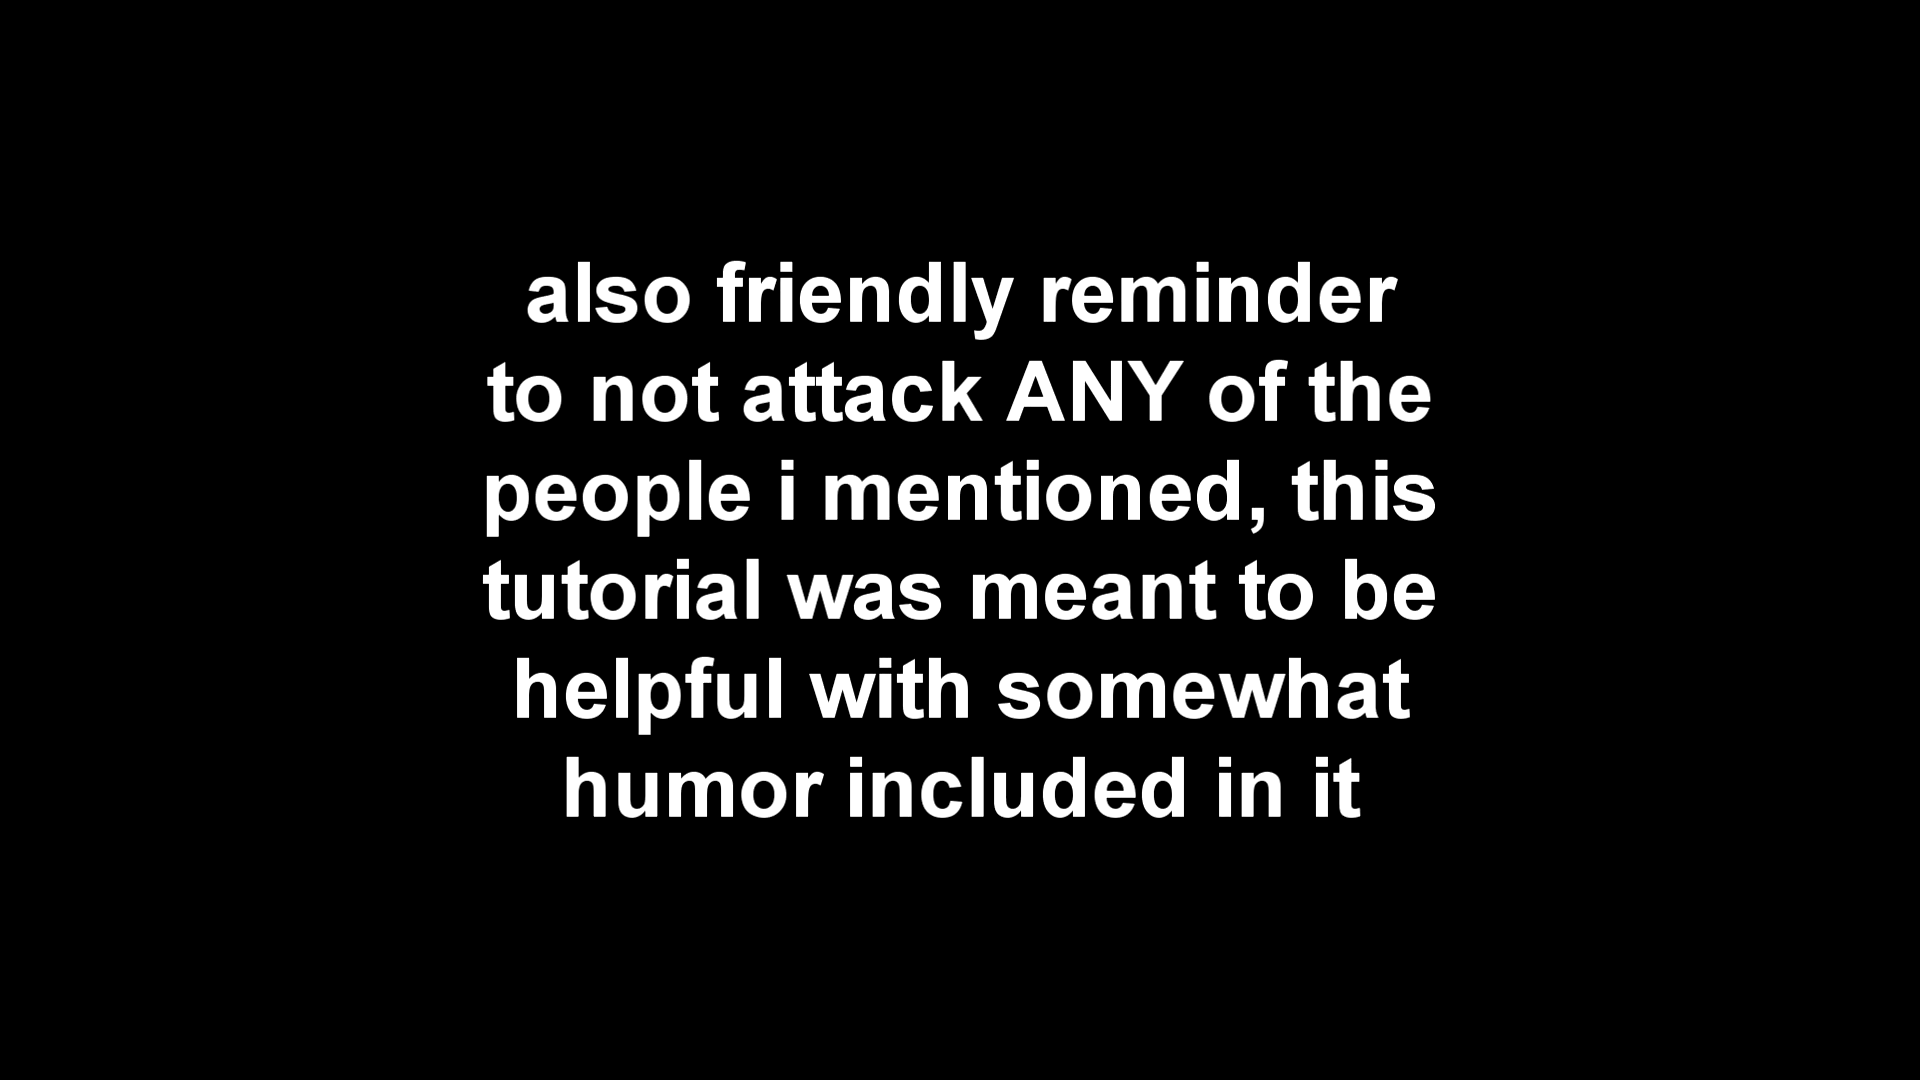 also friendly reminder
to not attack ANY of the
people i mentioned, this
tutorial was meant to be
helpful with somewhat
humor included in it